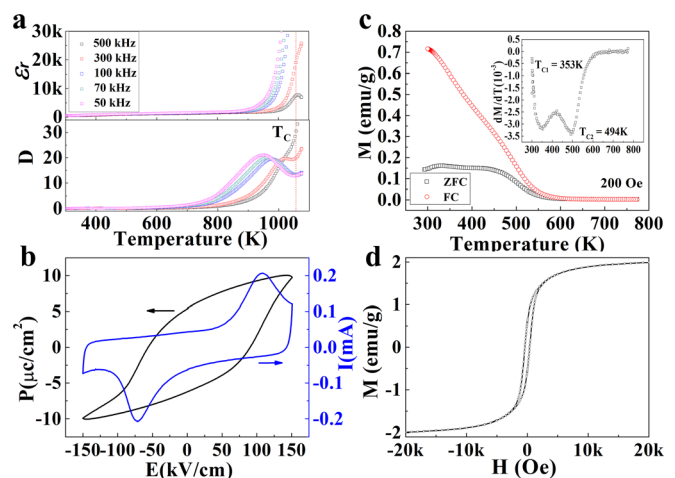 a
30k
20k
10k
0
εr
500 kHz
300 kHz
100 kHz
70 kHz
50 kHz
30
20
10
0
D
TC
400 600 800 1000
Temperature (K)
b
10
5
0
-5
-10
P(μc/cm²)
0.2
0.1
0.0
-0.1
-0.2
I(mA)
-150 -100 -50 0 50 100 150
E(kV/cm)
c
0.8
0.7
0.6
0.5
0.4
0.3
0.2
0.1
0.0
M (emu/g)
ZFC
FC
200 Oe
300 400 500 600 700 800
Temperature (K)
0.0
-0.5
-1.0
-1.5
-2.0
-2.5
-3.0
-3.5
dM/dT(10⁻³)
TC1 = 353K
TC2 = 494K
300 400 500 600 700 800
d
2
1
0
-1
-2
M (emu/g)
-20k -10k 0 10k 20k
H (Oe)